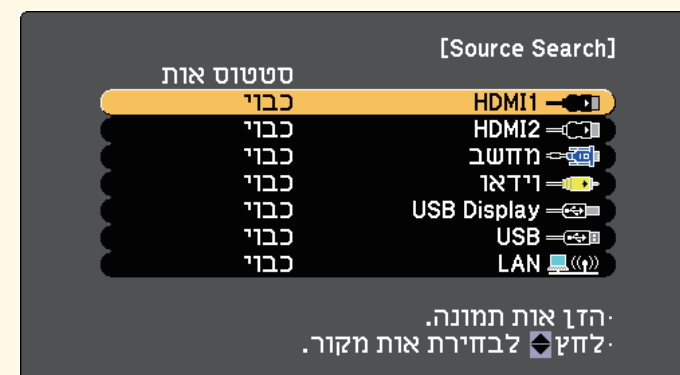 [Source Search]
סטטוס אות
HDMI1 כבוי
HDMI2 כבוי
מחשב כבוי
וידאו כבוי
USB Display כבוי
USB כבוי
LAN כבוי
·הזן אות תמונה.
·לחץ לבחירת אות מקור.